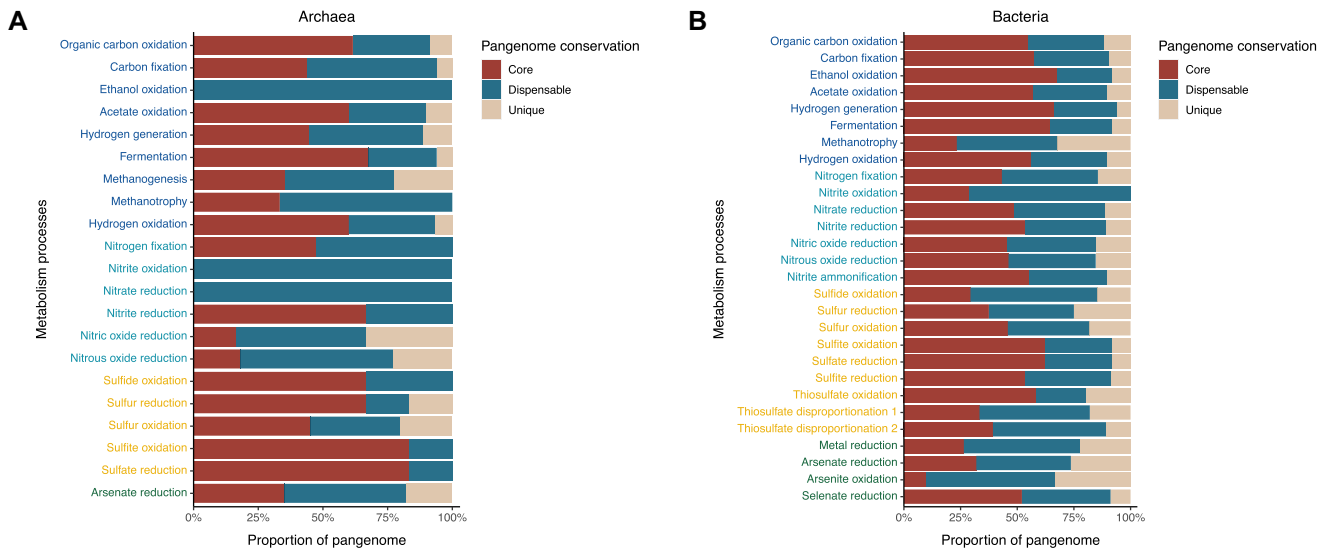 A
Archaea
Metabolism processes
Organic carbon oxidation
Carbon fixation
Ethanol oxidation
Acetate oxidation
Hydrogen generation
Fermentation
Methanogenesis
Methanotrophy
Hydrogen oxidation
Nitrogen fixation
Nitrite oxidation
Nitrate reduction
Nitrite reduction
Nitric oxide reduction
Nitrous oxide reduction
Sulfide oxidation
Sulfur reduction
Sulfur oxidation
Sulfite oxidation
Sulfate reduction
Arsenate reduction
0% 25% 50% 75% 100%
Proportion of pangenome
Pangenome conservation
Core
Dispensable
Unique
B
Bacteria
Metabolism processes
Organic carbon oxidation
Carbon fixation
Ethanol oxidation
Acetate oxidation
Hydrogen generation
Fermentation
Methanotrophy
Hydrogen oxidation
Nitrogen fixation
Nitrite oxidation
Nitrate reduction
Nitrite reduction
Nitric oxide reduction
Nitrous oxide reduction
Nitrite ammonification
Sulfide oxidation
Sulfur reduction
Sulfur oxidation
Sulfite oxidation
Sulfate reduction
Sulfite reduction
Thiosulfate oxidation
Thiosulfate disproportionation 1
Thiosulfate disproportionation 2
Metal reduction
Arsenate reduction
Arsenite oxidation
Selenate reduction
0% 25% 50% 75% 100%
Proportion of pangenome
Pangenome conservation
Core
Dispensable
Unique